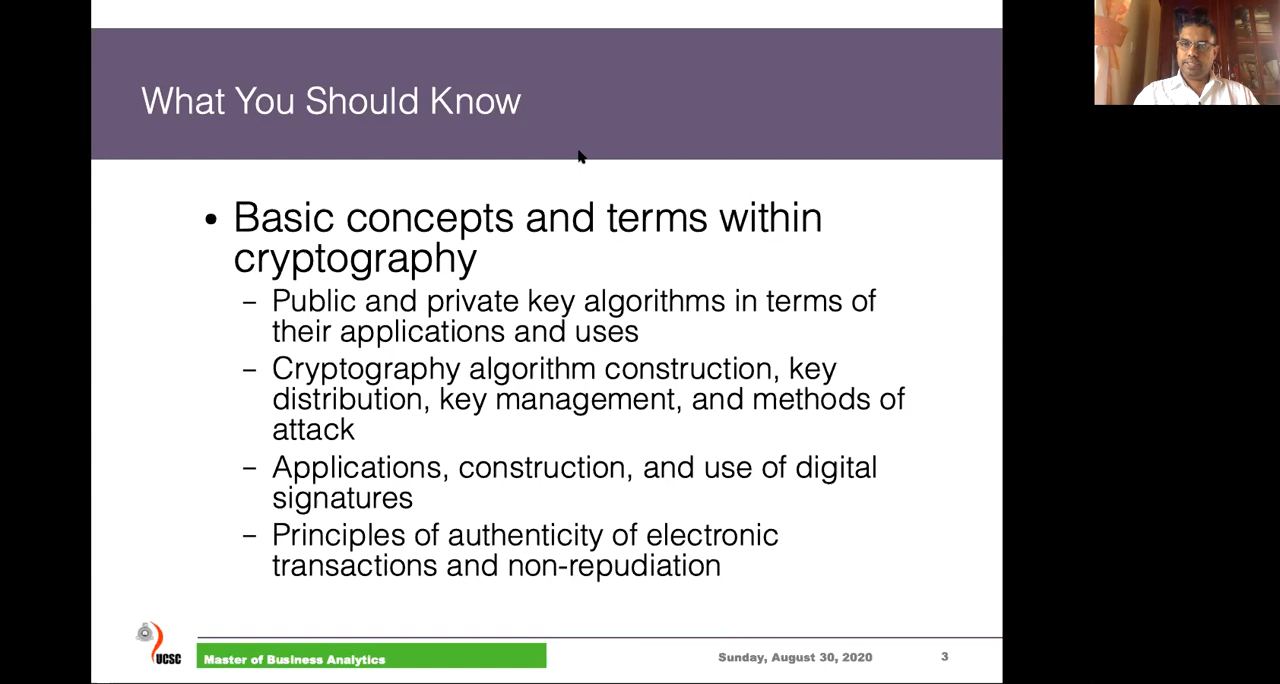 What You Should Know
• Basic concepts and terms within
cryptography
– Public and private key algorithms in terms of
their applications and uses
– Cryptography algorithm construction, key
distribution, key management, and methods of
attack
– Applications, construction, and use of digital
signatures
– Principles of authenticity of electronic
transactions and non-repudiation
UCSC
Master of Business Analytics
Sunday, August 30, 2020
3